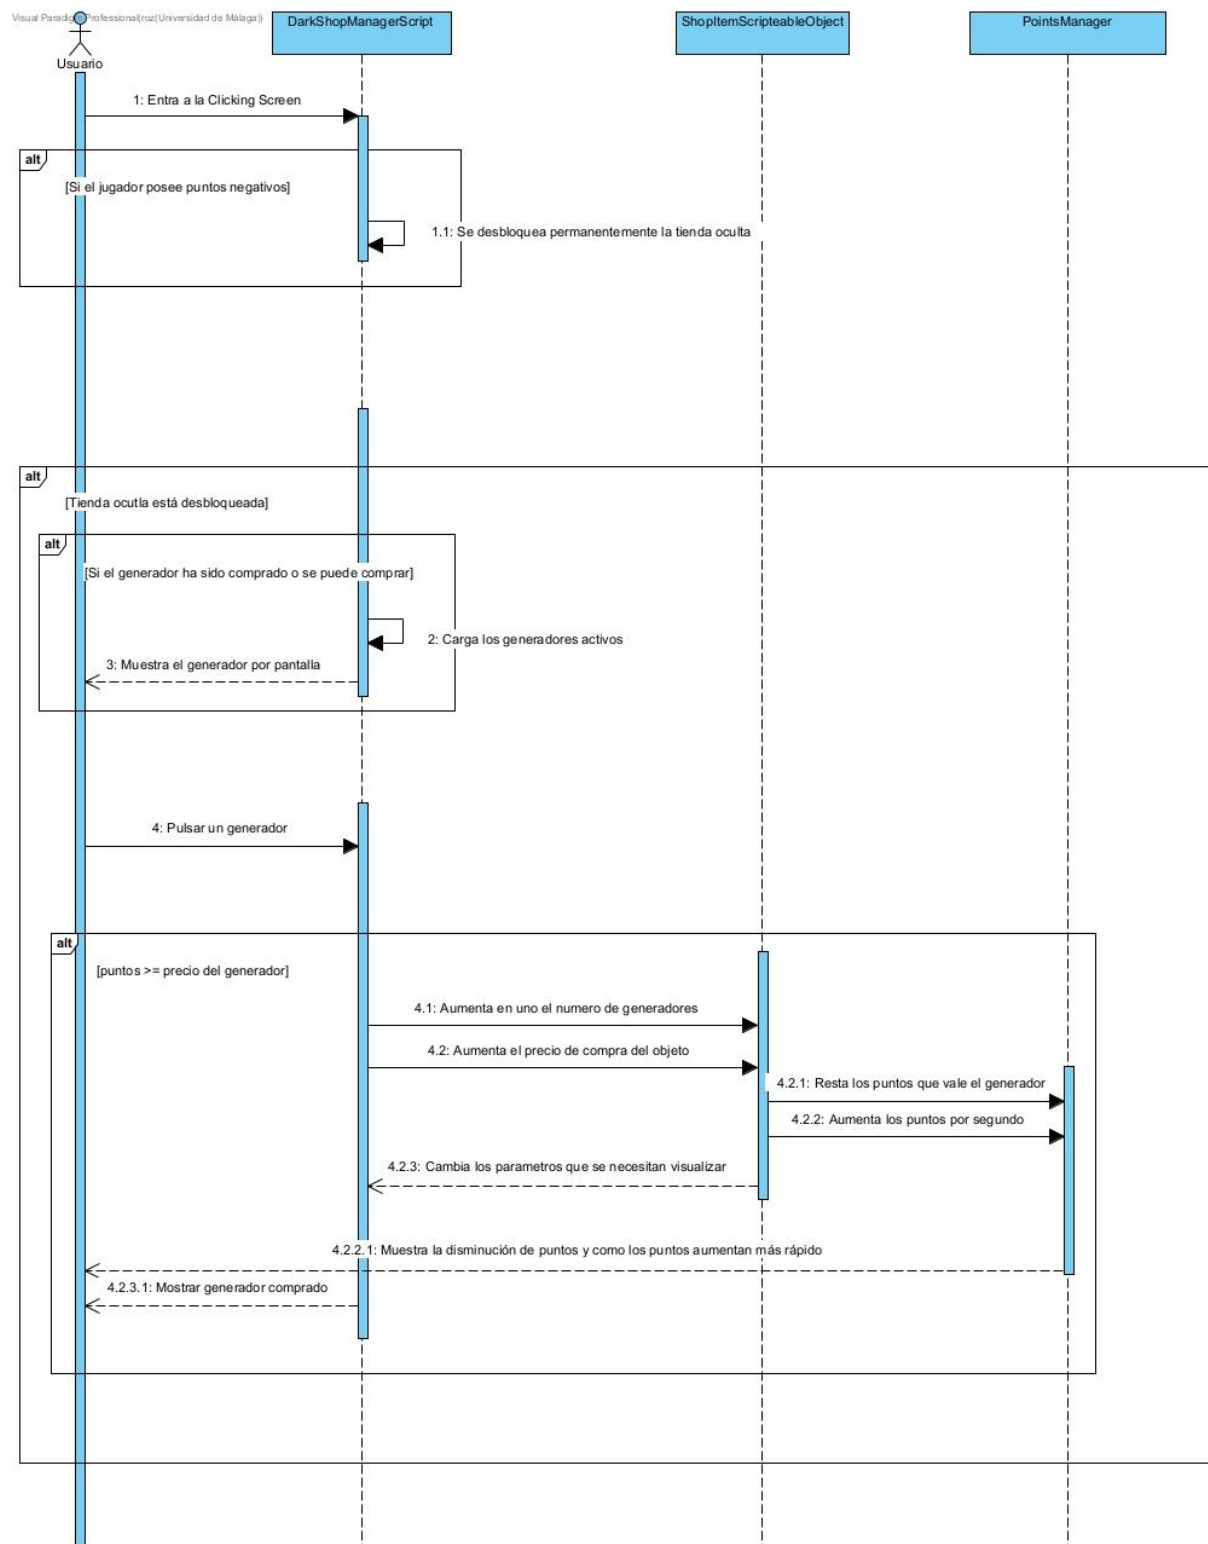 Visual Paradigm Professional(roz(Universidad de Málaga))
Usuario
DarkShopManagerScript
ShopItemScripteableObject
PointsManager
1: Entra a la Clicking Screen
alt
[Si el jugador posee puntos negativos]
1.1: Se desbloquea permanentemente la tienda oculta
alt
[Tienda ocutla está desbloqueada]
alt
[Si el generador ha sido comprado o se puede comprar]
2: Carga los generadores activos
3: Muestra el generador por pantalla
4: Pulsar un generador
alt
[puntos >= precio del generador]
4.1: Aumenta en uno el numero de generadores
4.2: Aumenta el precio de compra del objeto
4.2.1: Resta los puntos que vale el generador
4.2.2: Aumenta los puntos por segundo
4.2.3: Cambia los parametros que se necesitan visualizar
4.2.2.1: Muestra la disminución de puntos y como los puntos aumentan más rápido
4.2.3.1: Mostrar generador comprado